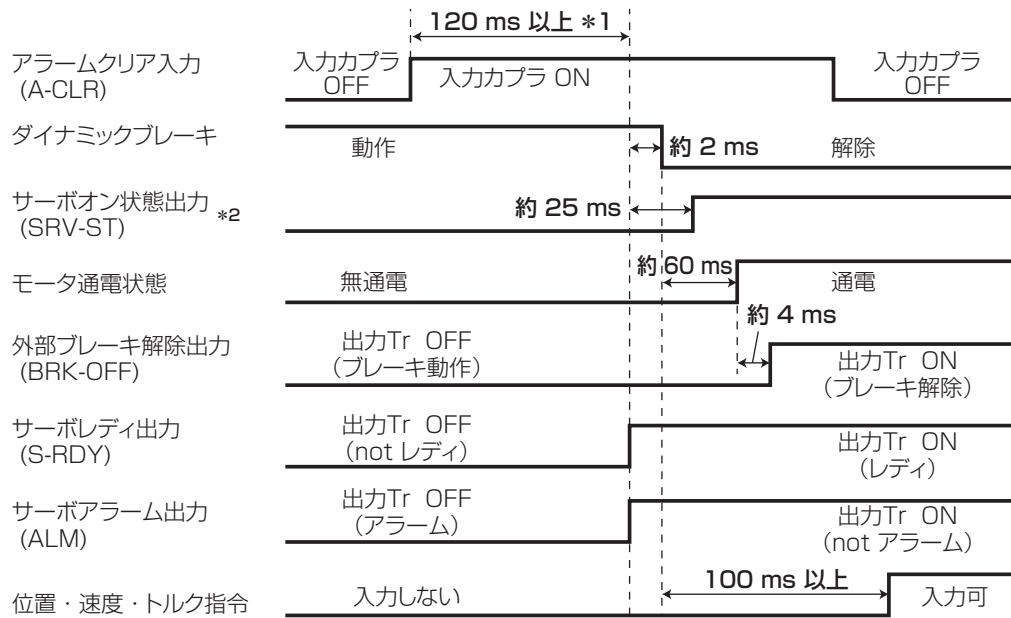 120 ms 以上 *1
アラームクリア入力
(A-CLR)
入力カプラ
OFF
入力カプラ ON
入力カプラ
OFF
ダイナミックブレーキ
動作
約 2 ms
解除
サーボオン状態出力 *2
(SRV-ST)
約 25 ms
モータ通電状態
無通電
約 60 ms
通電
約 4 ms
外部ブレーキ解除出力
(BRK-OFF)
出力Tr OFF
(ブレーキ動作)
出力Tr ON
(ブレーキ解除)
サーボレディ出力
(S-RDY)
出力Tr OFF
(not レディ)
出力Tr ON
(レディ)
サーボアラーム出力
(ALM)
出力Tr OFF
(アラーム)
出力Tr ON
(not アラーム)
位置・速度・トルク指令
入力しない
100 ms 以上
入力可